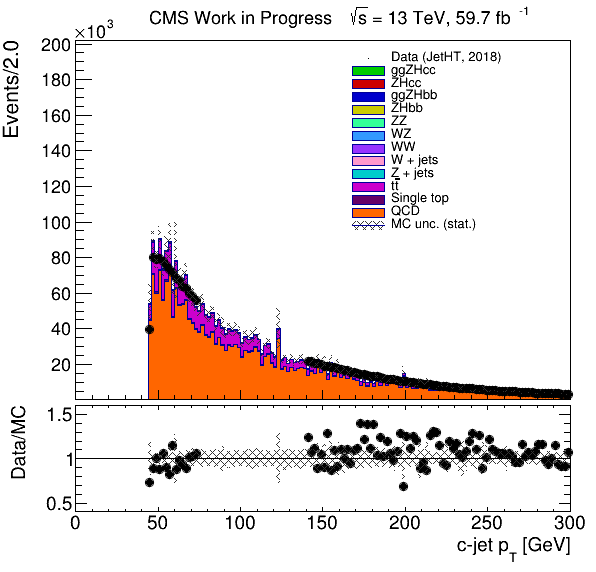 CMS Work in Progress √s = 13 TeV, 59.7 fb⁻¹
×10³
Events/2.0
200
180
160
140
120
100
80
60
40
20
Data (JetHT, 2018)
ggZHcc
ZHcc
ggZHbb
ZHbb
ZZ
WZ
WW
W + jets
Z + jets
tt̅
Single top
QCD
MC unc. (stat.)
Data/MC
1.5
1
0.5
0 50 100 150 200 250 300
c-jet p_T [GeV]